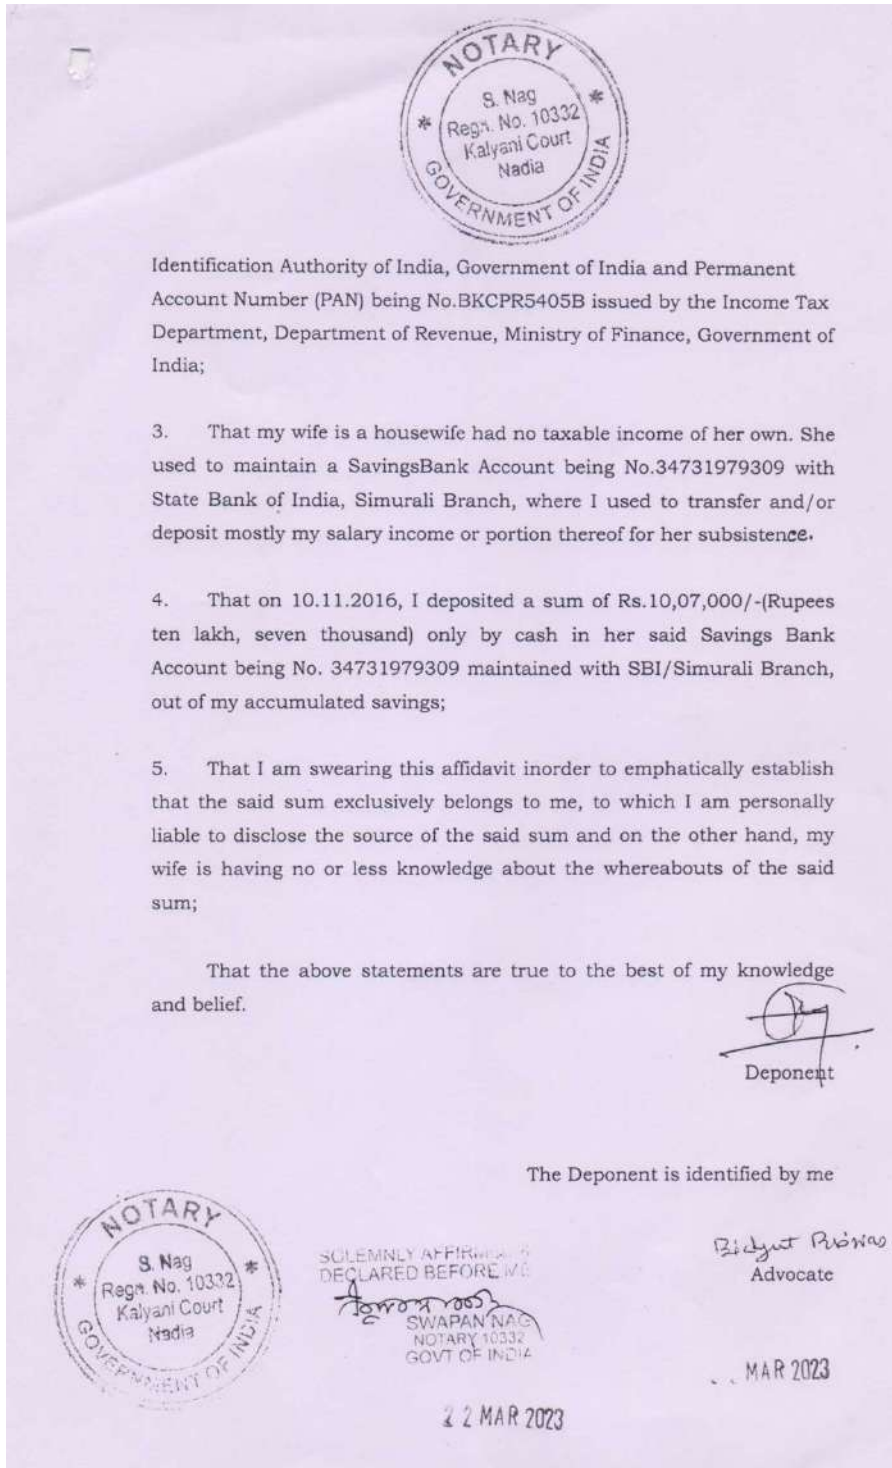 NOTARY
S. Nag
Regn. No. 10332
Kalyani Court
Nadia
GOVERNMENT OF INDIA
Identification Authority of India, Government of India and Permanent
Account Number (PAN) being No.BKCPR5405B issued by the Income Tax
Department, Department of Revenue, Ministry of Finance, Government of
India;
3. That my wife is a housewife had no taxable income of her own. She
used to maintain a SavingsBank Account being No.34731979309 with
State Bank of India, Simurali Branch, where I used to transfer and/or
deposit mostly my salary income or portion thereof for her subsistence.
4. That on 10.11.2016, I deposited a sum of Rs.10,07,000/-(Rupees
ten lakh, seven thousand) only by cash in her said Savings Bank
Account being No. 34731979309 maintained with SBI/Simurali Branch,
out of my accumulated savings;
5. That I am swearing this affidavit inorder to emphatically establish
that the said sum exclusively belongs to me, to which I am personally
liable to disclose the source of the said sum and on the other hand, my
wife is having no or less knowledge about the whereabouts of the said
sum;
That the above statements are true to the best of my knowledge
and belief.
Deponent
The Deponent is identified by me
Advocate
MAR 2023
NOTARY
S. Nag
Regn. No. 10332
Kalyani Court
Nadia
GOVERNMENT OF INDIA
SOLEMNLY
DECLARED BEFORE ME
SWAPAN NAG
NOTARY 10332
GOVT OF INDIA
22 MAR 2023